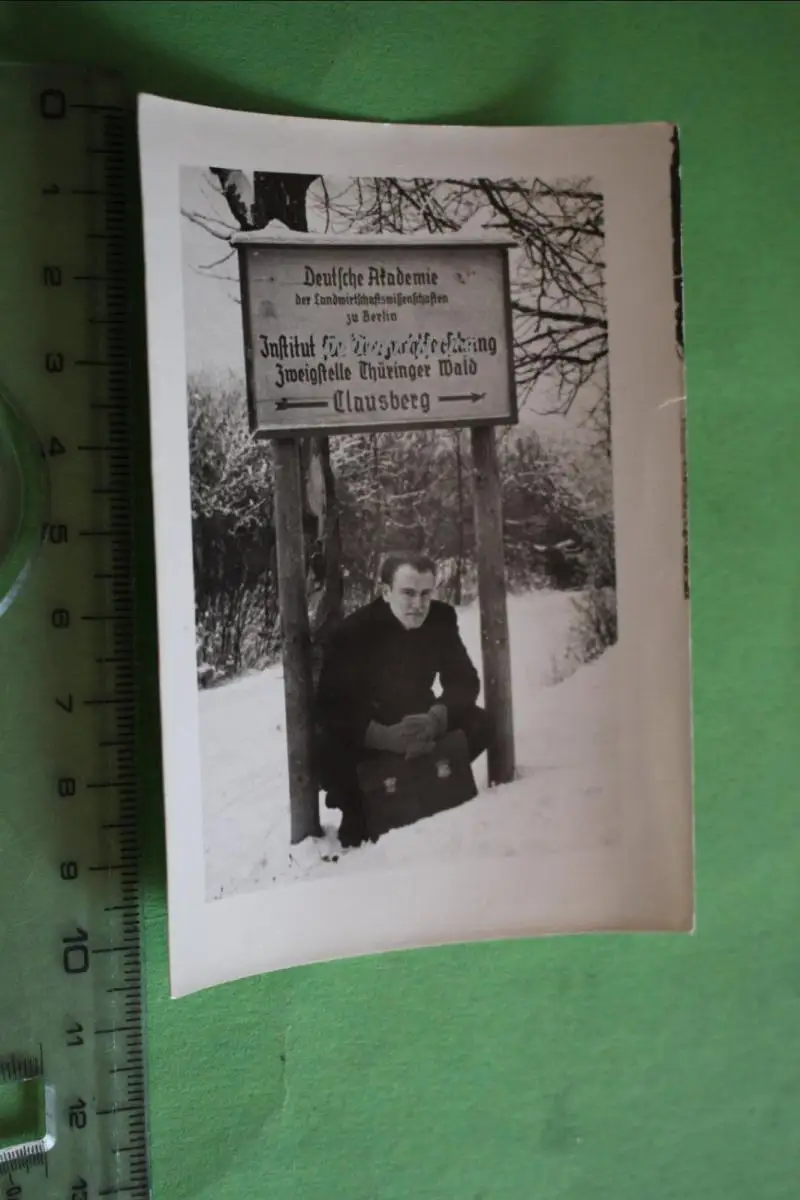 Deutsche Akademie
der Landwirtschaftswissenschaften
zu Berlin
Institut für
Zweigstelle Thüringer Wald
Clausberg
0
1
2
3
4
5
6
7
8
9
10
11
12